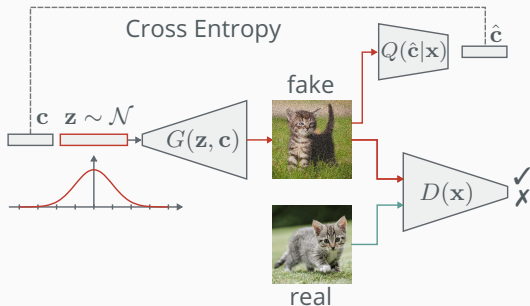 Cross Entropy
ĉ
Q(ĉ|x)
fake
c
z ∼ 𝒩
G(z, c)
D(x)
✓
✗
real